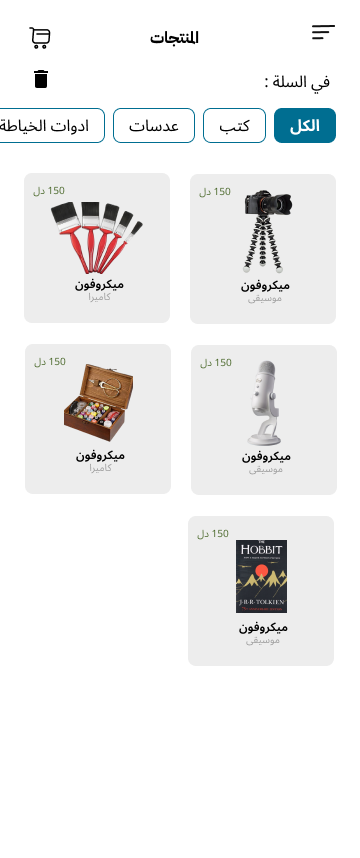 المنتجات
في السلة :
الكل
كتب
عدسات
ادوات الخياطة
150 دل
ميكروفون
موسيقى
150 دل
ميكروفون
كاميرا
150 دل
ميكروفون
موسيقى
150 دل
ميكروفون
كاميرا
150 دل
THE
HOBBIT
J·R·R·TOLKIEN
ميكروفون
موسيقى